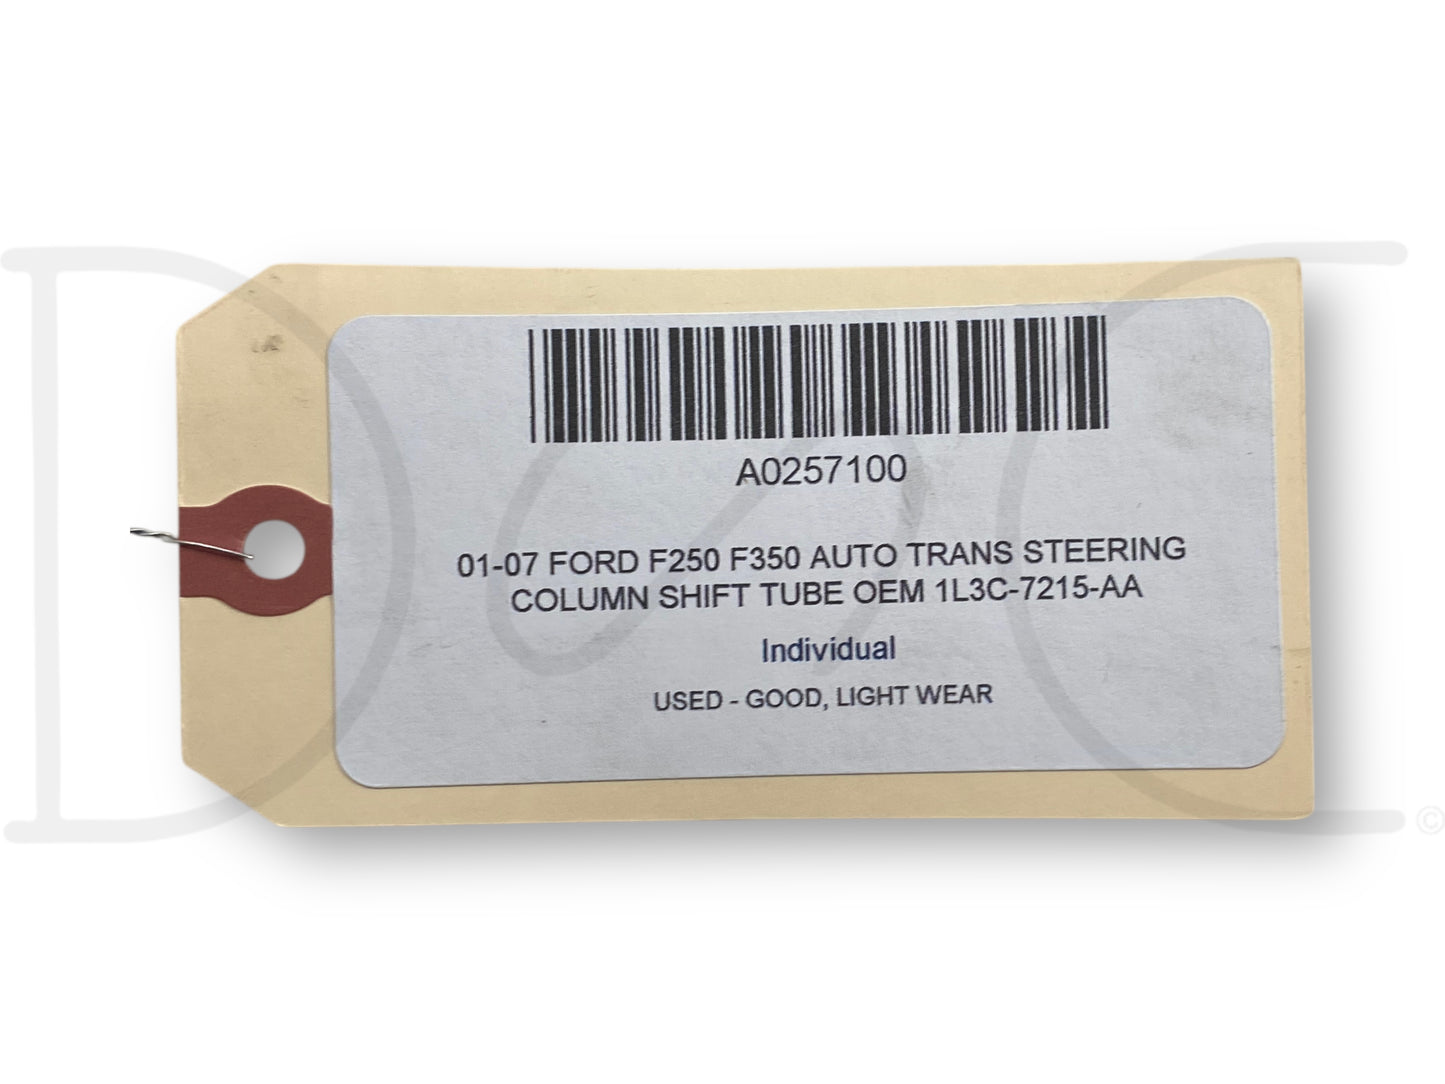 A0257100
01-07 FORD F250 F350 AUTO TRANS STEERING
COLUMN SHIFT TUBE OEM 1L3C-7215-AA
Individual
USED - GOOD, LIGHT WEAR
D&C
©